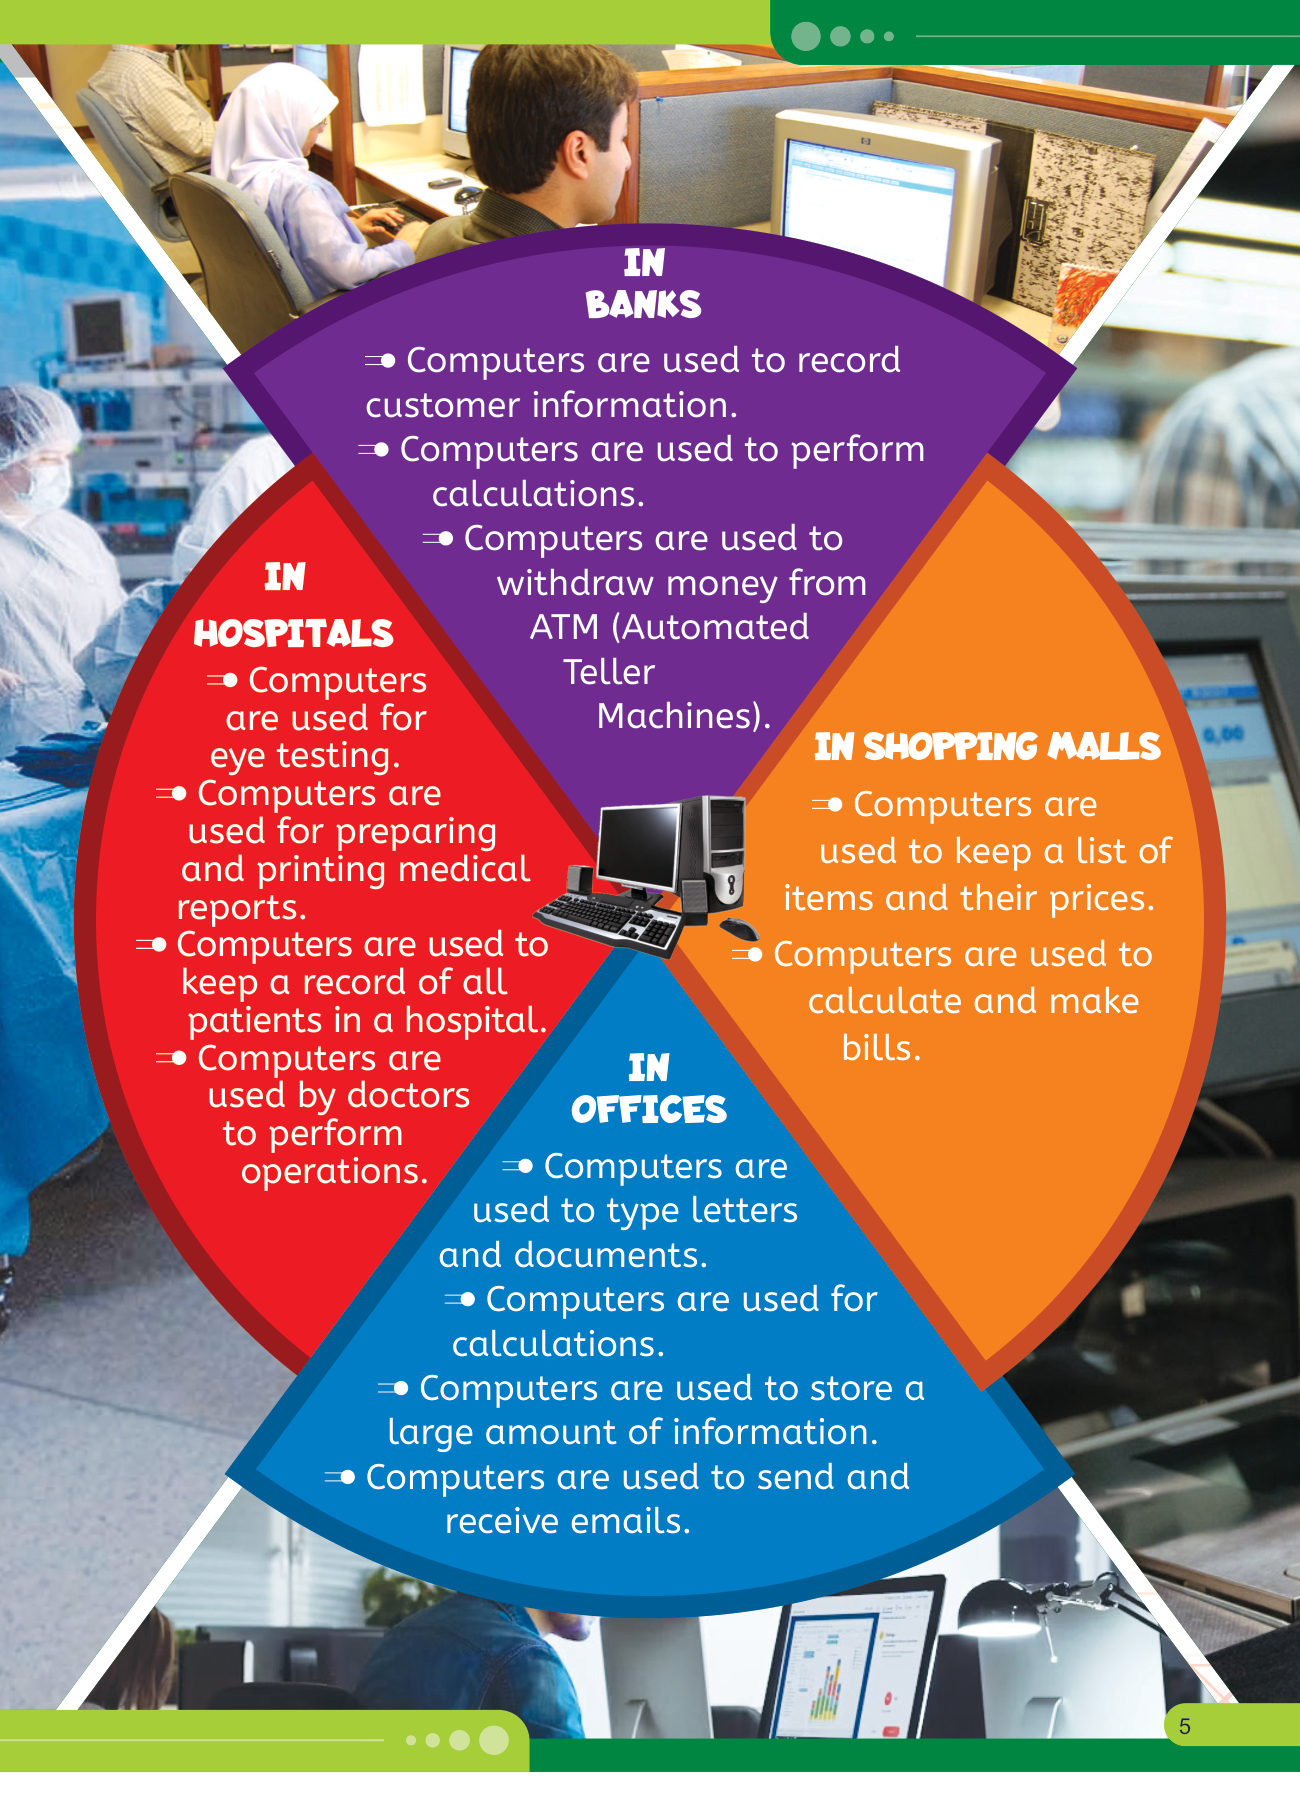 IN
BANKS
Computers are used to record
customer information.
Computers are used to perform
calculations.
Computers are used to
withdraw money from
ATM (Automated
Teller
Machines).
IN
HOSPITALS
Computers
are used for
eye testing.
Computers are
used for preparing
and printing medical
reports.
Computers are used to
keep a record of all
patients in a hospital.
Computers are
used by doctors
to perform
operations.
IN SHOPPING MALLS
Computers are
used to keep a list of
items and their prices.
Computers are used to
calculate and make
bills.
IN
OFFICES
Computers are
used to type letters
and documents.
Computers are used for
calculations.
Computers are used to store a
large amount of information.
Computers are used to send and
receive emails.
0,00
hp
5